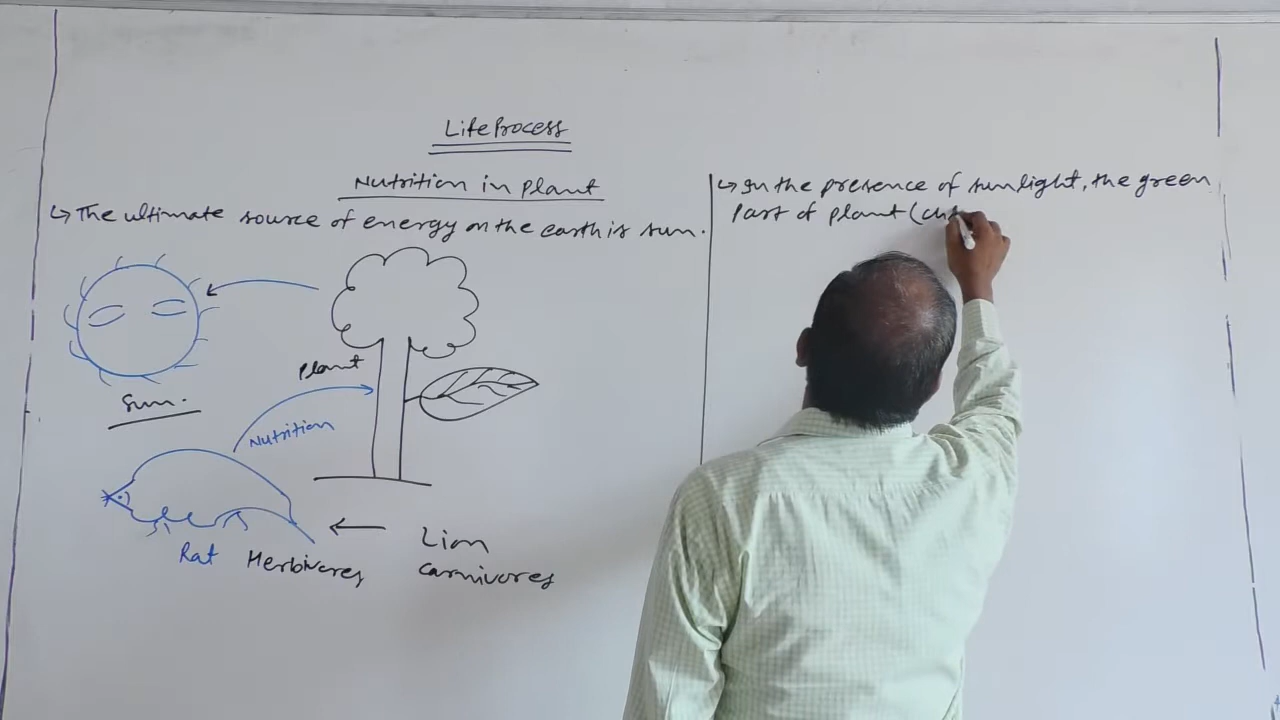 Life Process
Nutrition in plant
↳ The ultimate source of energy on the earth is sun.
Plant
Sun.
Nutrition
Rat Herbivores
Lion
carnivores
↳ In the presence of sunlight, the green
Part of plant (